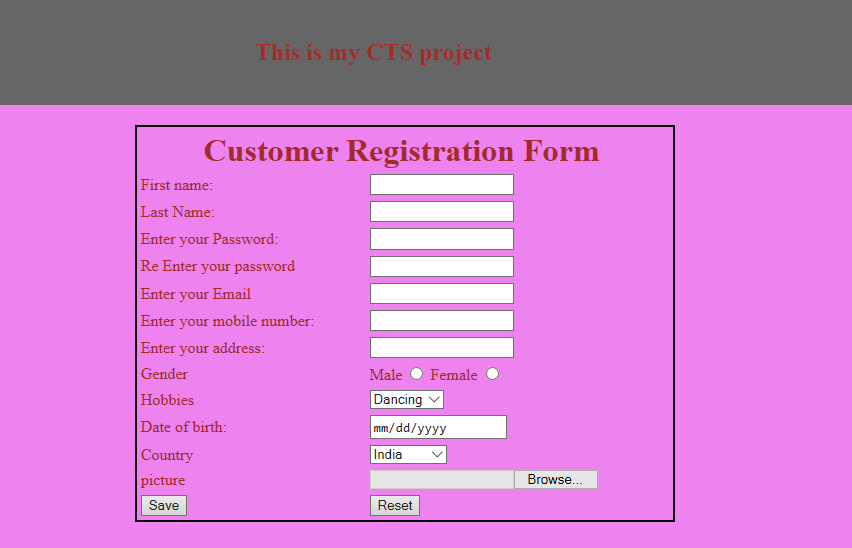 This is my CTS project
Customer Registration Form
First name:
Last Name:
Enter your Password:
Re Enter your password
Enter your Email
Enter your mobile number:
Enter your address:
Gender Male Female
Hobbies Dancing
Date of birth: mm/dd/yyyy
Country India
picture Browse...
Save Reset